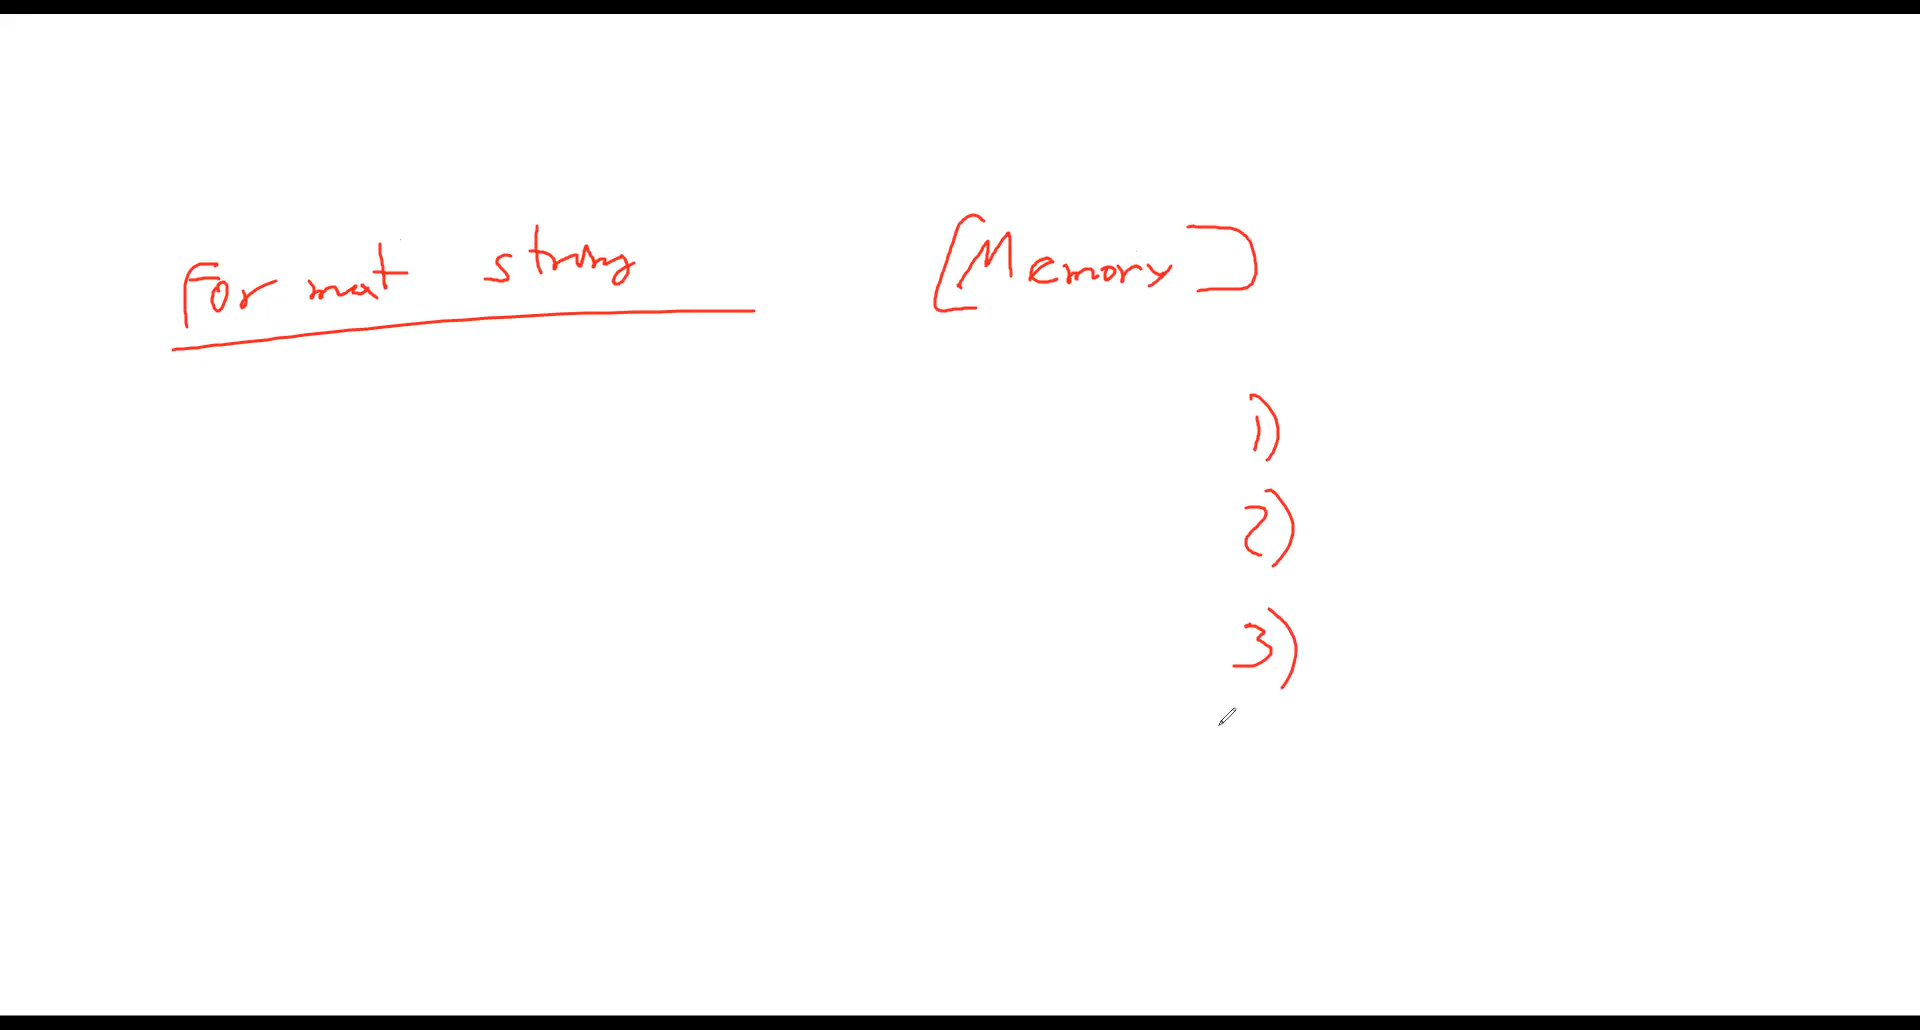 Format string [Memory]
1)
2)
3)